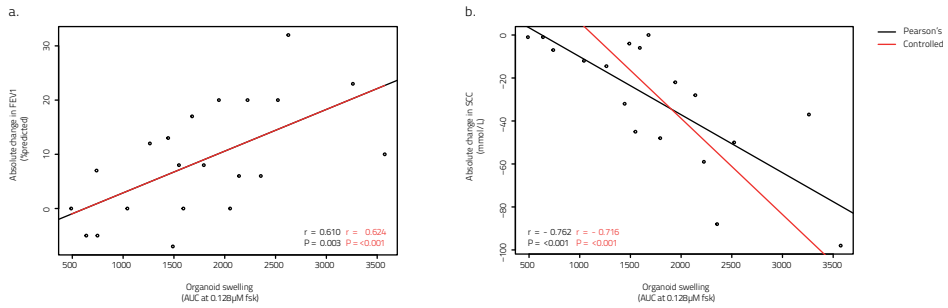 a.
30
20
10
0
Absolute change in FEV1
(%predicted)
r = 0.610 r = 0.624
P = 0.003 P = <0.001
500 1000 1500 2000 2500 3000 3500
Organoid swelling
(AUC at 0.128µM fsk)
b.
0
−20
−40
−60
−80
−100
Absolute change in SCC
(mmol/L)
r = - 0.762 r = - 0.716
P = <0.001 P = <0.001
500 1000 1500 2000 2500 3000 3500
Organoid swelling
(AUC at 0.128µM fsk)
Pearson's
Controlled